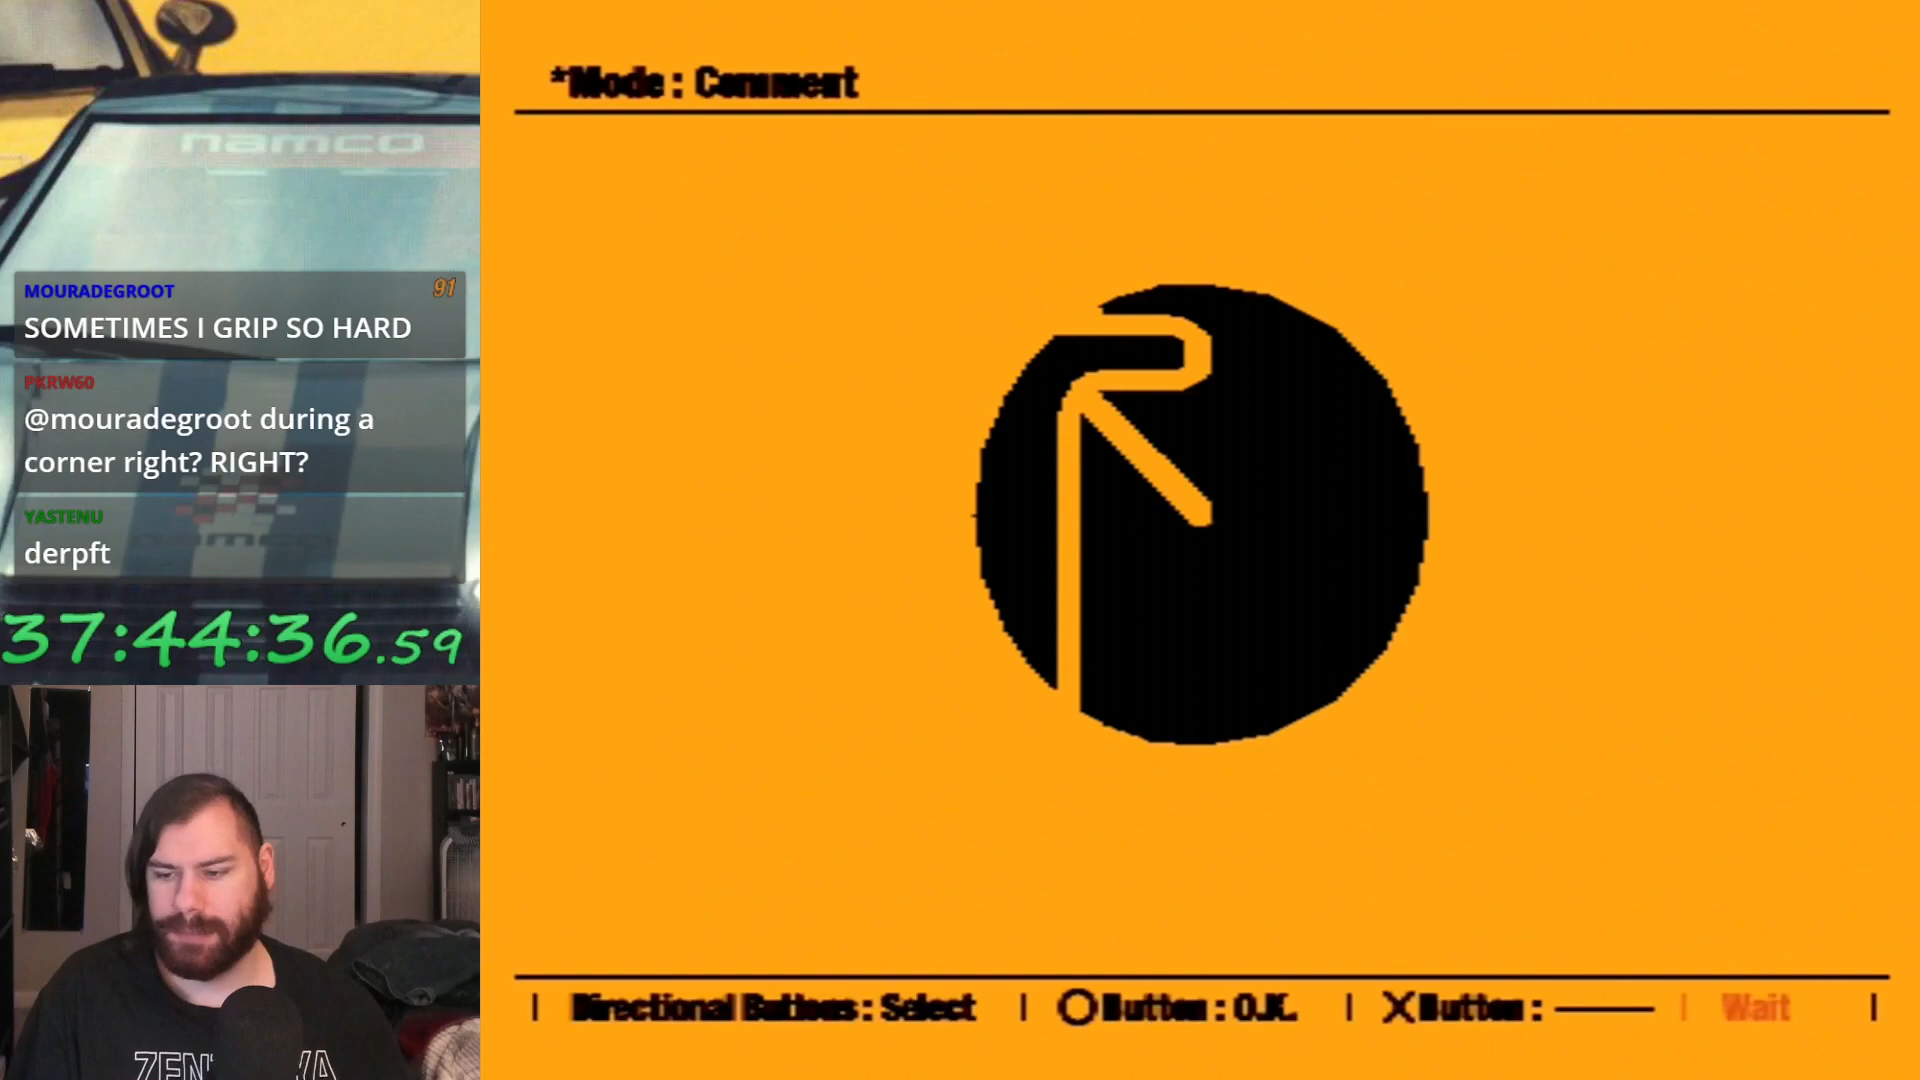 namco
MOURADEGROOT
91
SOMETIMES I GRIP SO HARD
PKRW60
@mouradegroot during a
corner right? RIGHT?
YASTENU
namco
derpft
37:44:36.59
*Mode : Comment
Directional Buttons : Select
Button : O.K.
Button :
Wait